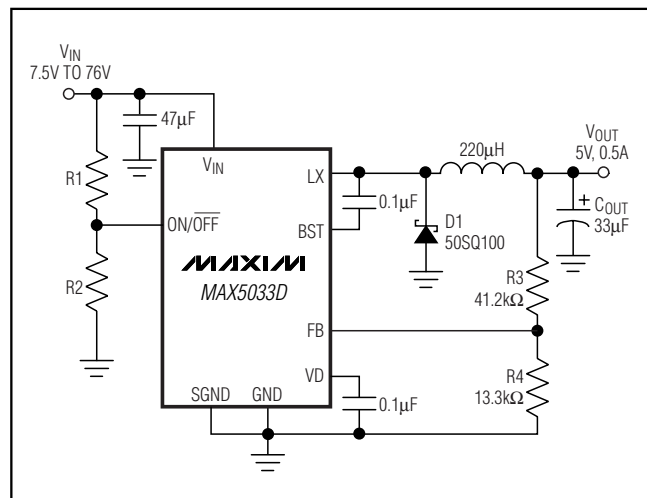 VIN
7.5V TO 76V
47μF
R1
R2
VIN
ON/OFF
MAXIM
MAX5033D
SGND
GND
LX
BST
FB
VD
0.1μF
0.1μF
220μH
D1
50SQ100
VOUT
5V, 0.5A
+
COUT
33μF
R3
41.2kΩ
R4
13.3kΩ